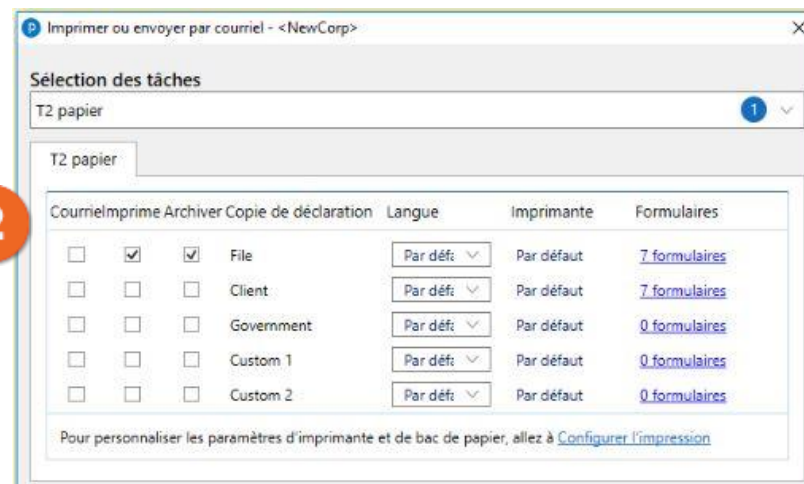 P Imprimer ou envoyer par courriel - <NewCorp>
Sélection des tâches
T2 papier 1
T2 papier
2
CourrieImprime Archiver Copie de déclaration Langue Imprimante Formulaires
File Par défa Par défaut 7 formulaires
Client Par défa Par défaut 7 formulaires
Government Par défa Par défaut 0 formulaires
Custom 1 Par défa Par défaut 0 formulaires
Custom 2 Par défa Par défaut 0 formulaires
Pour personnaliser les paramètres d'imprimante et de bac de papier, allez à Configurer l'impression